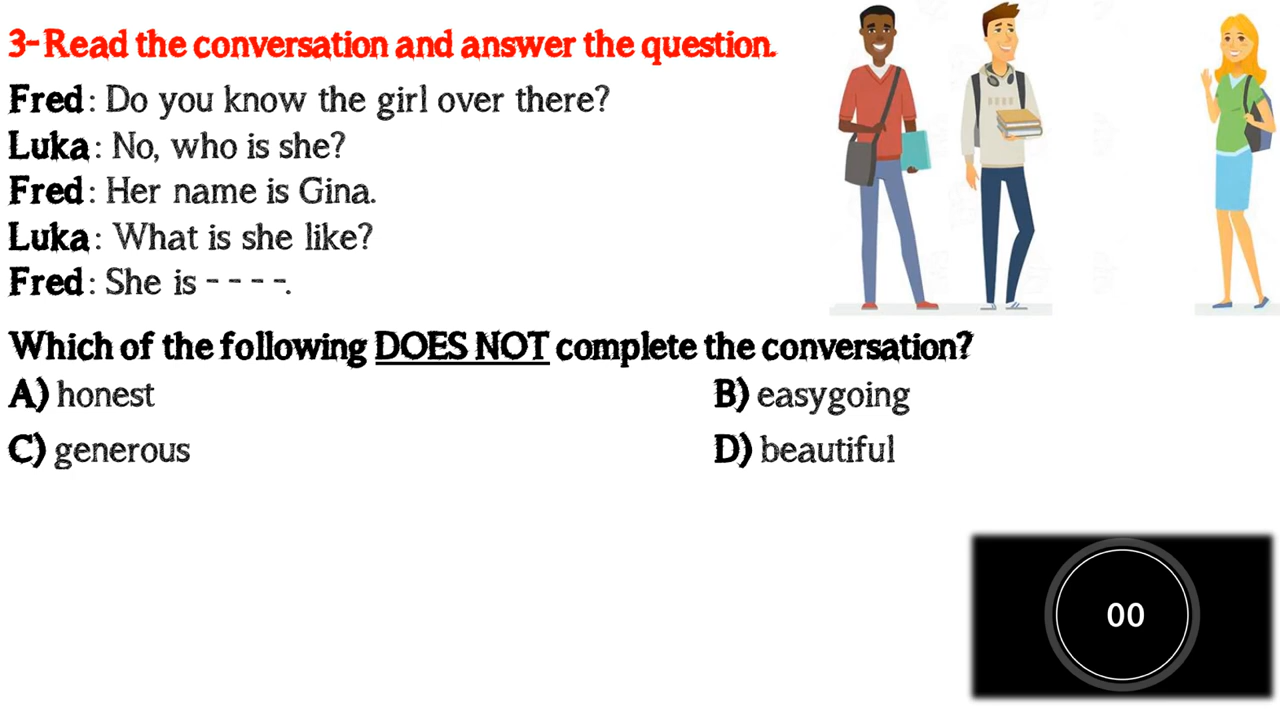 3- Read the conversation and answer the question.
Fred: Do you know the girl over there?
Luka: No, who is she?
Fred: Her name is Gina.
Luka: What is she like?
Fred: She is - - - -.
Which of the following DOES NOT complete the conversation?
A) honest
B) easygoing
C) generous
D) beautiful
00